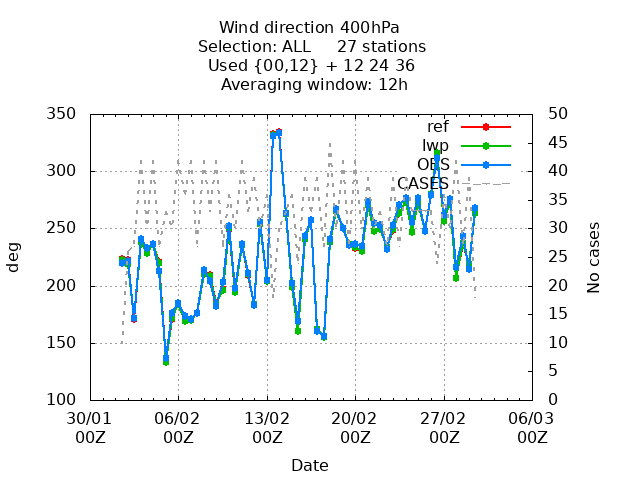 Wind direction 400hPa
Selection: ALL 27 stations
Used {00,12} + 12 24 36
Averaging window: 12h
350 50
ref 45
lwp
300 OBS 40
CASES 35
250 30
deg 25 No cases
200 20
150 15
10
5
100 0
30/01 06/02 13/02 20/02 27/02 06/03
00Z 00Z 00Z 00Z 00Z 00Z
Date